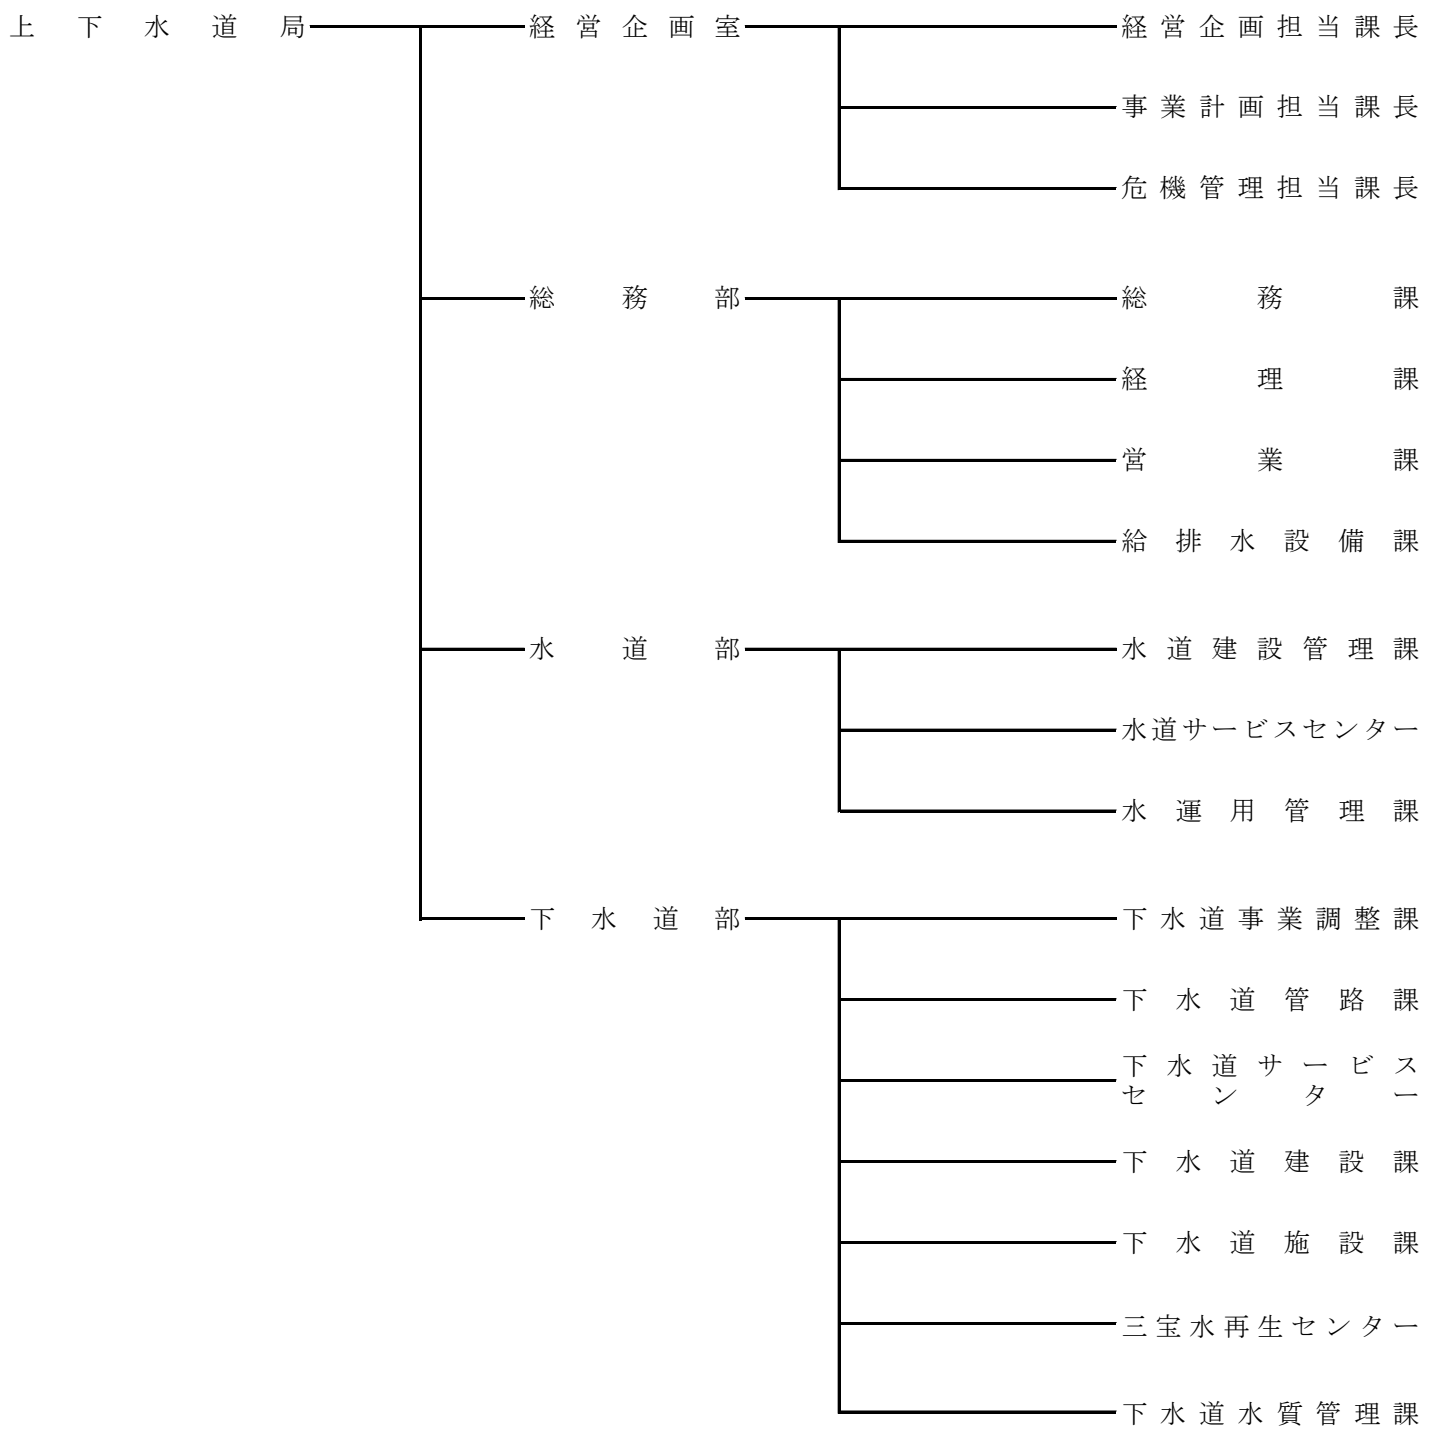 上下水道局
経営企画室
経営企画担当課長
事業計画担当課長
危機管理担当課長
総務部
総務課
経理課
営業課
給排水設備課
水道部
水道建設管理課
水道サービスセンター
水運用管理課
下水道部
下水道事業調整課
下水道管路課
下水道サービス
センター
下水道建設課
下水道施設課
三宝水再生センター
下水道水質管理課